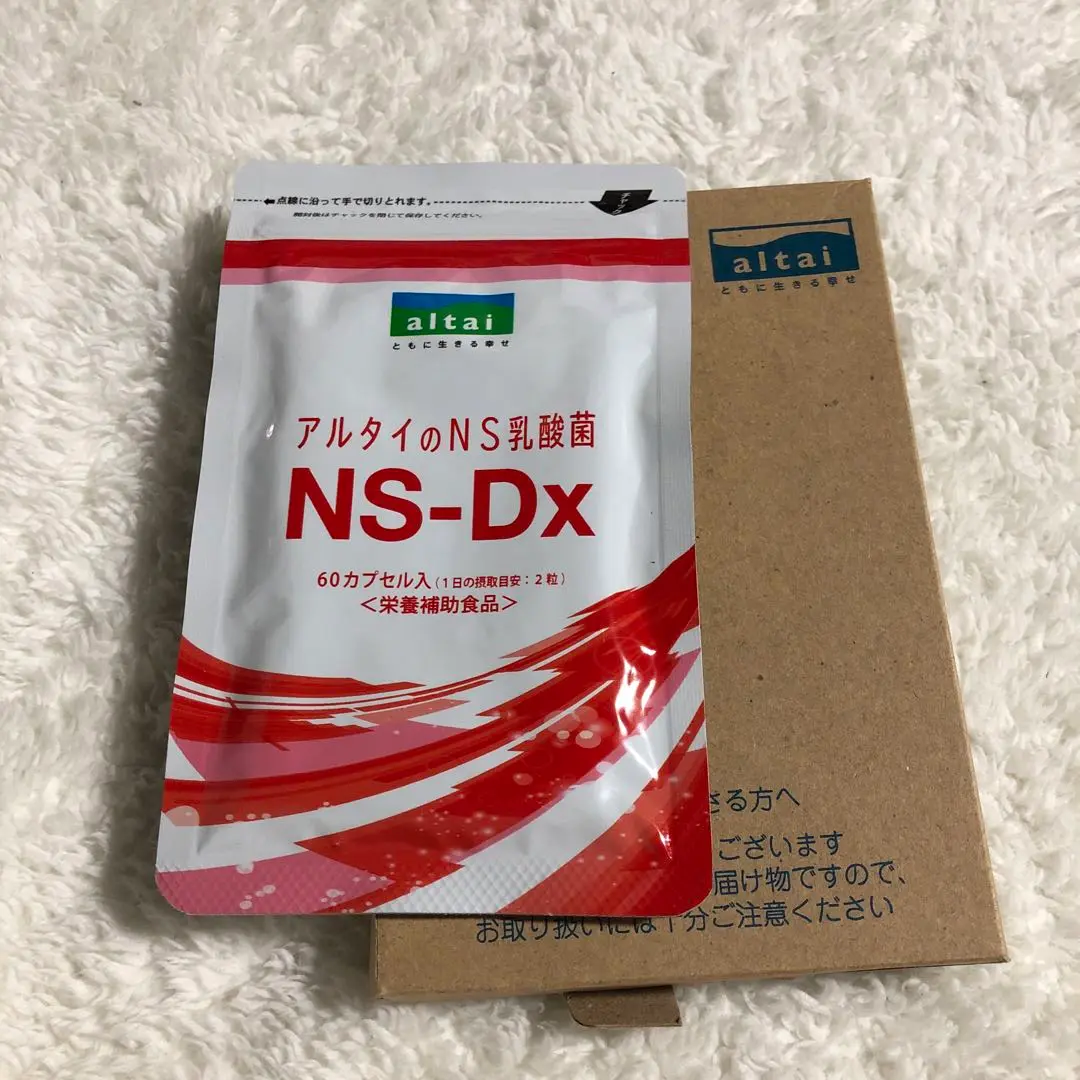 点線に沿って手で切りとれます。
チャック
開封後はチャックを閉じて保存してください。
altai
ともに生きる幸せ
アルタイのNS乳酸菌
NS-Dx
60カプセル入(1日の摂取目安:2粒)
<栄養補助食品>
altai
ともに生きる幸せ
さる方へ
ございます
届け物ですので、
お取り扱いには十分ご注意ください